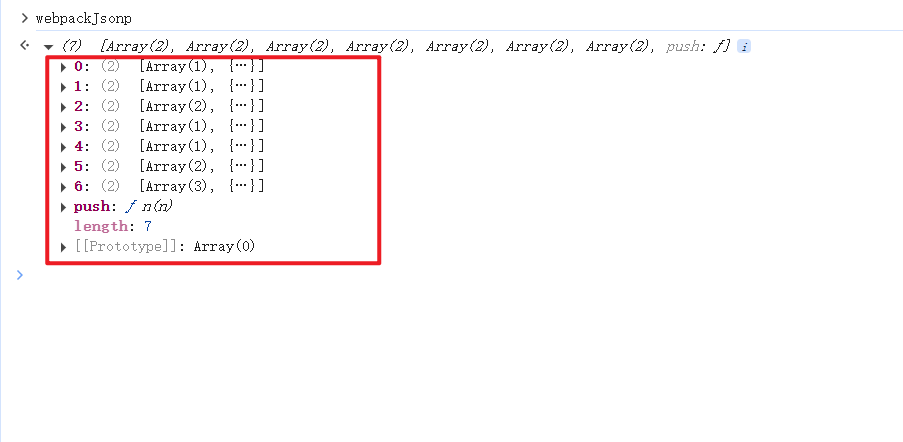 webpackJsonp
(7) [Array(2), Array(2), Array(2), Array(2), Array(2), Array(2), Array(2), push: ƒ] i
0: (2) [Array(1), {…}]
1: (2) [Array(1), {…}]
2: (2) [Array(2), {…}]
3: (2) [Array(1), {…}]
4: (2) [Array(1), {…}]
5: (2) [Array(2), {…}]
6: (2) [Array(3), {…}]
push: ƒ n(n)
length: 7
[[Prototype]]: Array(0)